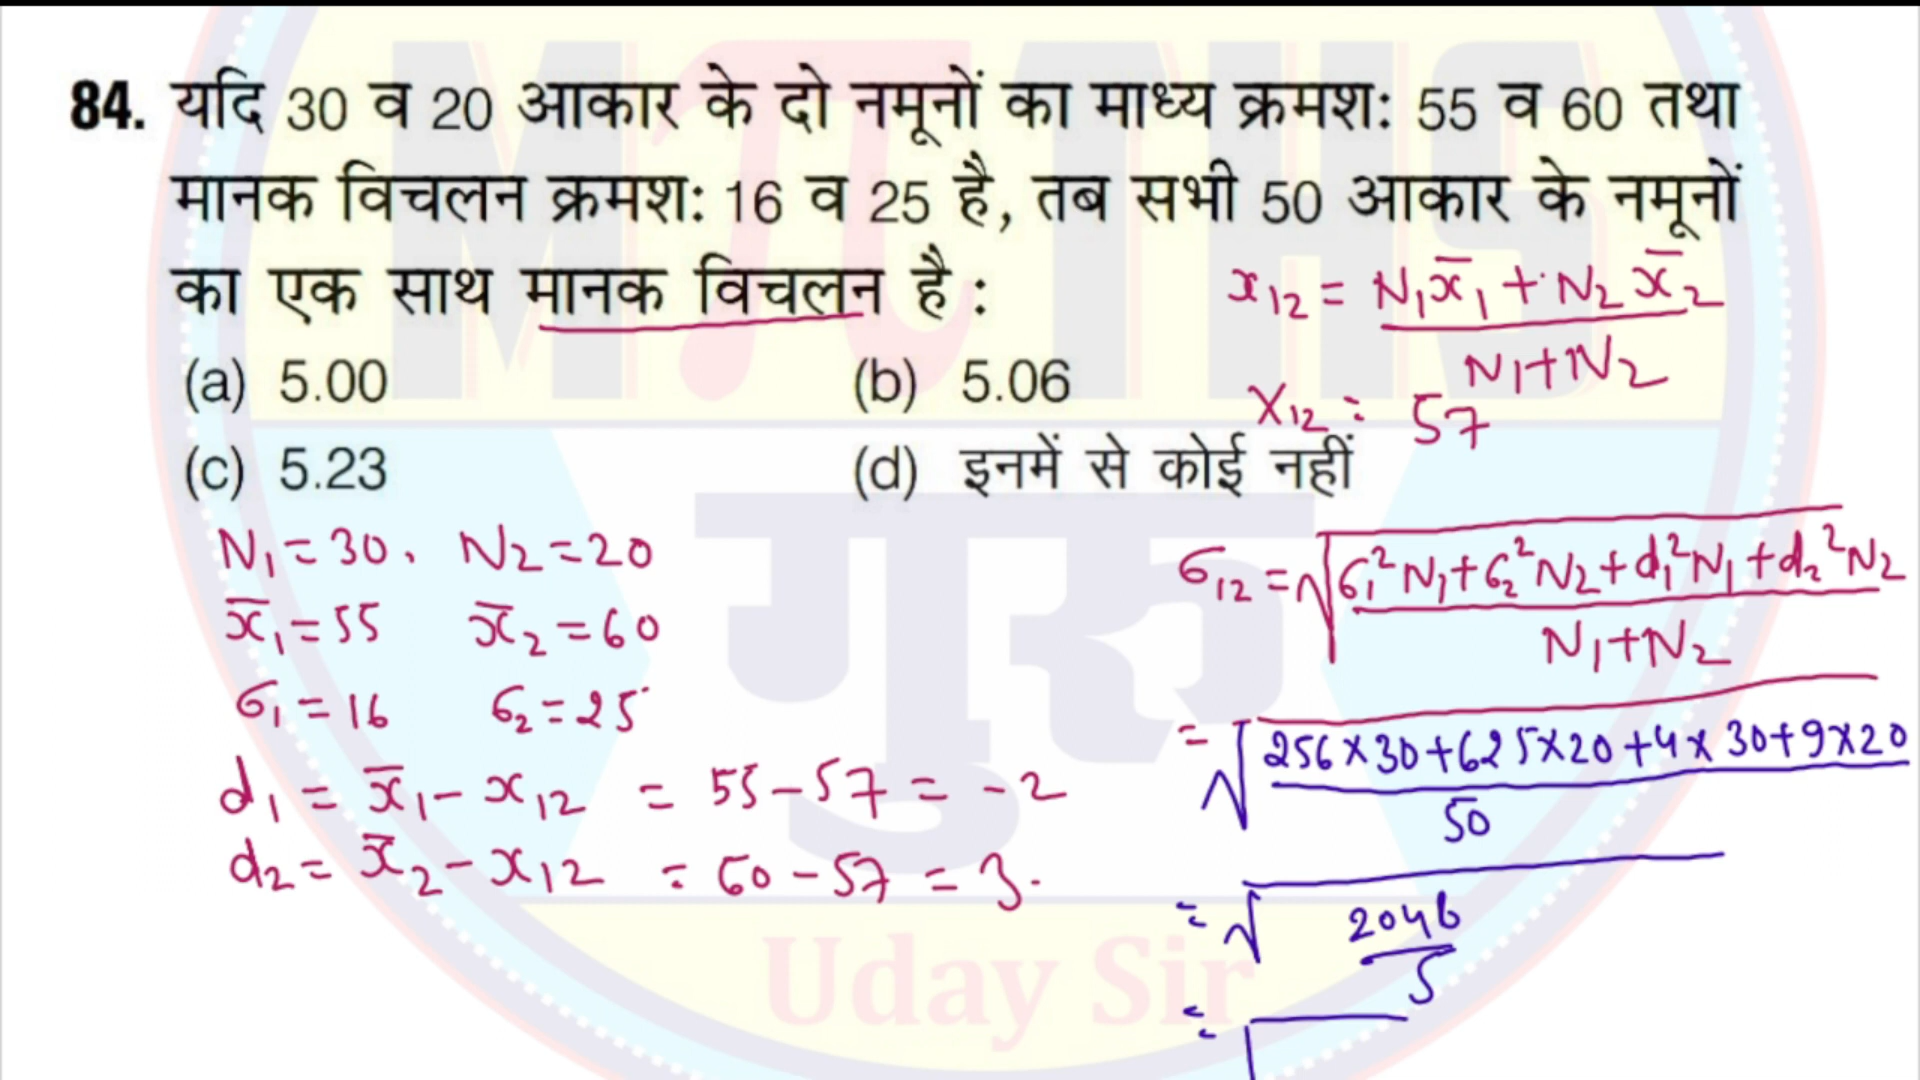 84. यदि 30 व 20 आकार के दो नमूनों का माध्य क्रमश: 55 व 60 तथा
मानक विचलन क्रमश: 16 व 25 है, तब सभी 50 आकार के नमूनों
का एक साथ मानक विचलन है :
x₁₂ = N₁x̄₁ + N₂x̄₂
N₁+N₂
(a) 5.00 (b) 5.06
x₁₂ = 57
(c) 5.23 (d) इनमें से कोई नहीं
N₁ = 30, N₂ = 20
x̄₁ = 55 x̄₂ = 60
σ₁ = 16 σ₂ = 25
d₁ = x̄₁ - x₁₂ = 55 - 57 = -2
d₂ = x̄₂ - x₁₂ = 60 - 57 = 3.
σ₁₂ = √σ₁²N₁ + σ₂²N₂ + d₁²N₁ + d₂²N₂
N₁+N₂
= √256×30+625×20+4×30+9×20
50
= √2046
5
= √
MπTHS
गुरु
Uday Sir